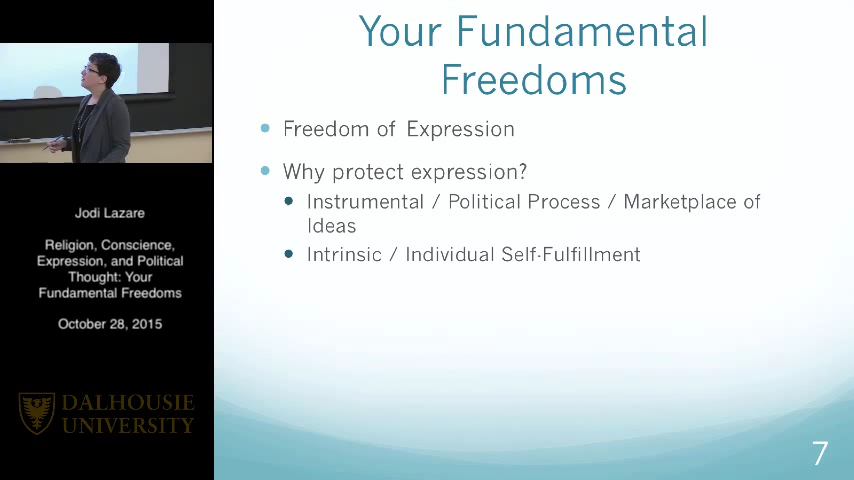 Your Fundamental
Freedoms
Freedom of Expression
Why protect expression?
Instrumental / Political Process / Marketplace of
Ideas
Intrinsic / Individual Self-Fulfillment
7
Jodi Lazare
Religion, Conscience,
Expression, and Political
Thought: Your
Fundamental Freedoms
October 28, 2015
DALHOUSIE
UNIVERSITY